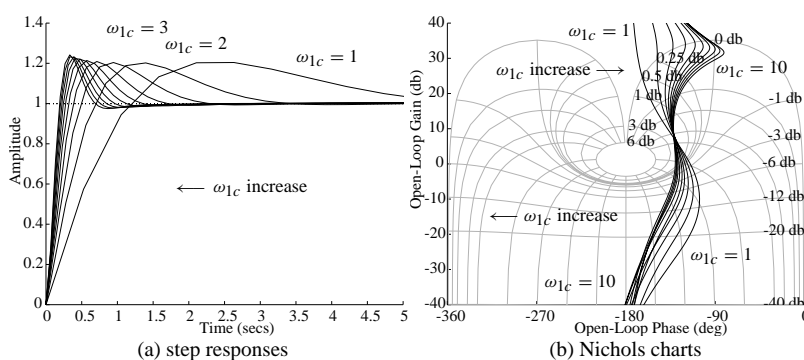 1.4
1.2
1
0.8
0.6
0.4
0.2
0
Amplitude
ω1c = 3
ω1c = 2
ω1c = 1
← ω1c increase
0 0.5 1 1.5 2 2.5 3 3.5 4 4.5 5
Time (secs)
(a) step responses
40
30
20
10
0
-10
-20
30
-40
Open-Loop Gain (db)
ω1c = 1
0 db
0.25 db
ω1c increase →
0.5 db
ω1c = 10
1 db
-1 db
3 db
-3 db
6 db
-6 db
-12 db
← ω1c increase
-20 db
ω1c = 1
ω1c = 10
-40 db
-360 -270 -180 -90 0
Open-Loop Phase (deg)
(b) Nichols charts